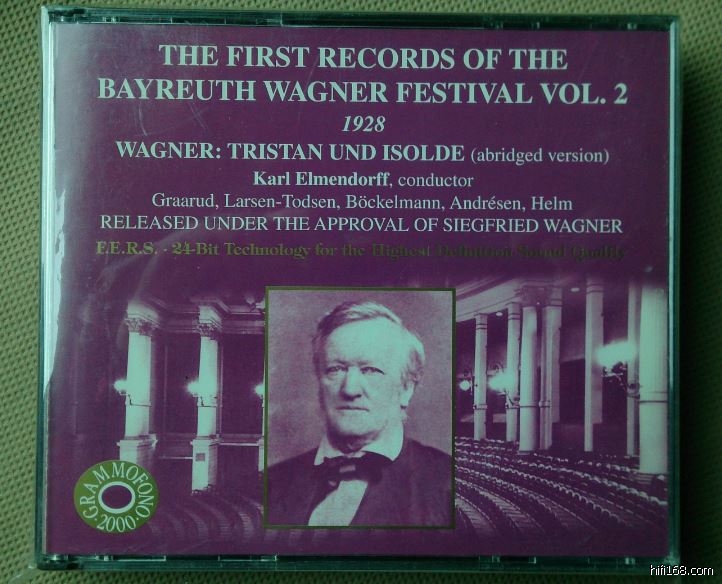 THE FIRST RECORDS OF THE
BAYREUTH WAGNER FESTIVAL VOL. 2
1928
WAGNER: TRISTAN UND ISOLDE (abridged version)
Karl Elmendorff, conductor
Graarud, Larsen-Todsen, Böckelmann, Andrésen, Helm
RELEASED UNDER THE APPROVAL OF SIEGFRIED WAGNER
F.E.R.S. - 24-Bit Technology for the Highest Definition Sound Quality
GRAMMOFONO
2000
hifi168.com